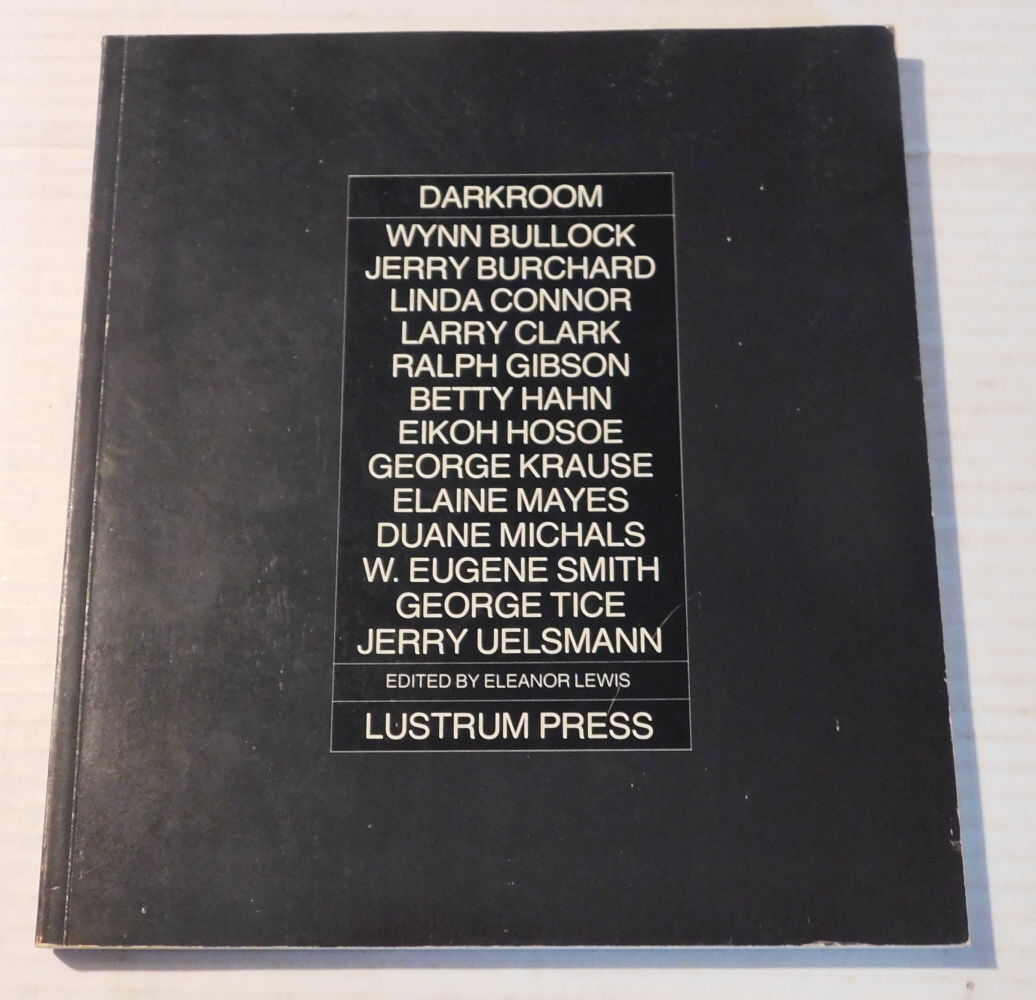 DARKROOM
WYNN BULLOCK
JERRY BURCHARD
LINDA CONNOR
LARRY CLARK
RALPH GIBSON
BETTY HAHN
EIKOH HOSOE
GEORGE KRAUSE
ELAINE MAYES
DUANE MICHALS
W. EUGENE SMITH
GEORGE TICE
JERRY UELSMANN
EDITED BY ELEANOR LEWIS
LUSTRUM PRESS